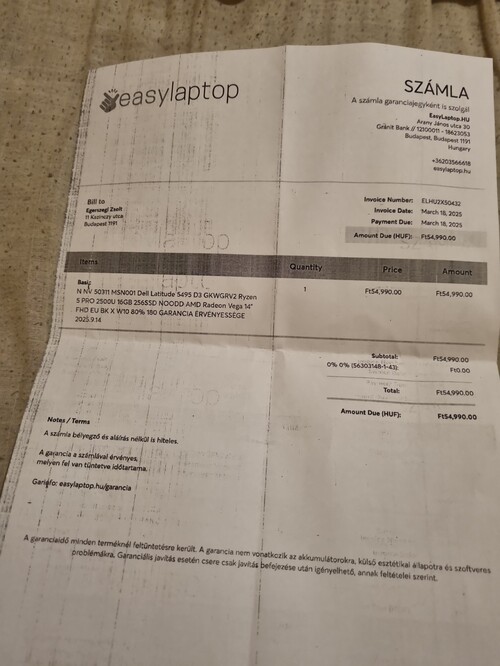 easylaptop
SZÁMLA
A számla garanciajegyként is szolgál
EasyLaptop.HU
Arany János utca 30
Gránit Bank // 12100011 - 18623053
Budapest, Budapest 1191
Hungary
+36203566618
easylaptop.hu
Bill to
Egerszegi Zsolt
11 Kazinczy utca
Budapest 1191
Invoice Number: ELHU2X50432
Invoice Date: March 18, 2025
Payment Due: March 18, 2025
Amount Due (HUF): Ft54,990.00
Items Quantity Price Amount
Basic
N NV 50311 MSN001 Dell Latitude 5495 D3 GKWGRV2 Ryzen 1 Ft54,990.00 Ft54,990.00
5 PRO 2500U 16GB 256SSD NOODD AMD Radeon Vega 14"
FHD EU BK X W10 80% 180 GARANCIA ÉRVÉNYESSÉGE
2025.9.14
Subtotal: Ft54,990.00
0% 0% (56303148-1-43): Ft0.00
Total: Ft54,990.00
Amount Due (HUF): Ft54,990.00
Notes / Terms
A számla bélyegző és aláírás nélkül is hiteles.
A garancia a számlával érvényes,
melyen fel van tüntetve időtartama.
Garinfo: easylaptop.hu/garancia
A garanciaidő minden terméknél feltüntetésre került. A garancia nem vonatkozik az akkumulátorokra, külső esztétikai állapotra és szoftveres
problémákra. Garanciális javítás esetén csere csak javítás befejezése után igényelhető, annak feltételei szerint.